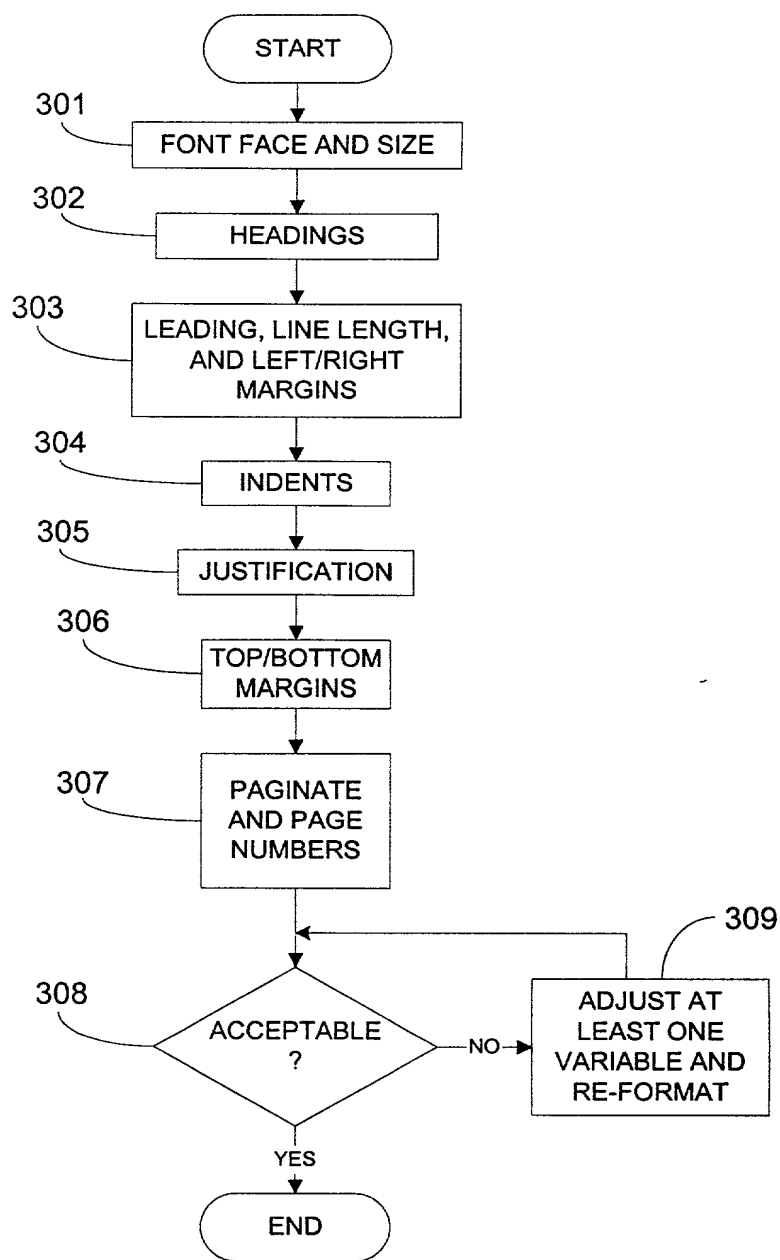 START
301
FONT FACE AND SIZE
302
HEADINGS
303
LEADING, LINE LENGTH,
AND LEFT/RIGHT
MARGINS
304
INDENTS
305
JUSTIFICATION
306
TOP/BOTTOM
MARGINS
307
PAGINATE
AND PAGE
NUMBERS
308
ACCEPTABLE
?
NO
309
ADJUST AT
LEAST ONE
VARIABLE AND
RE-FORMAT
YES
END